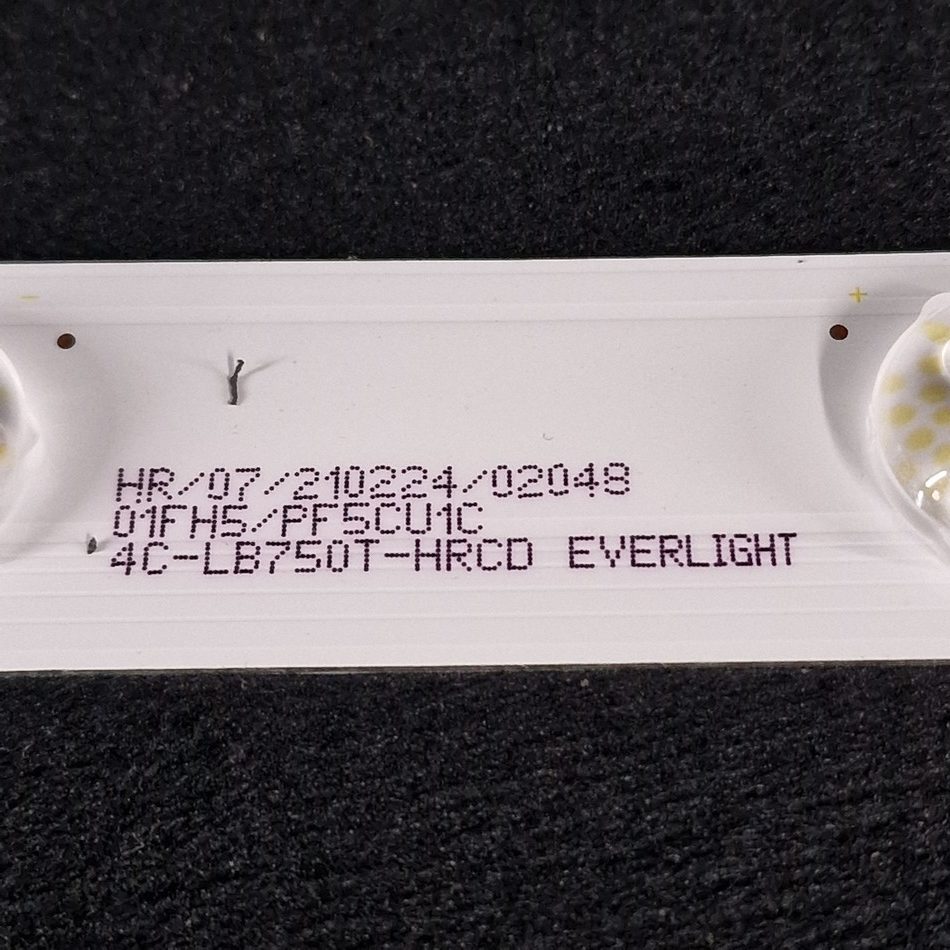 - +
HR/07/210224/02048
01FH5/PF5CU1C
4C-LB750T-HRCD EVERLIGHT